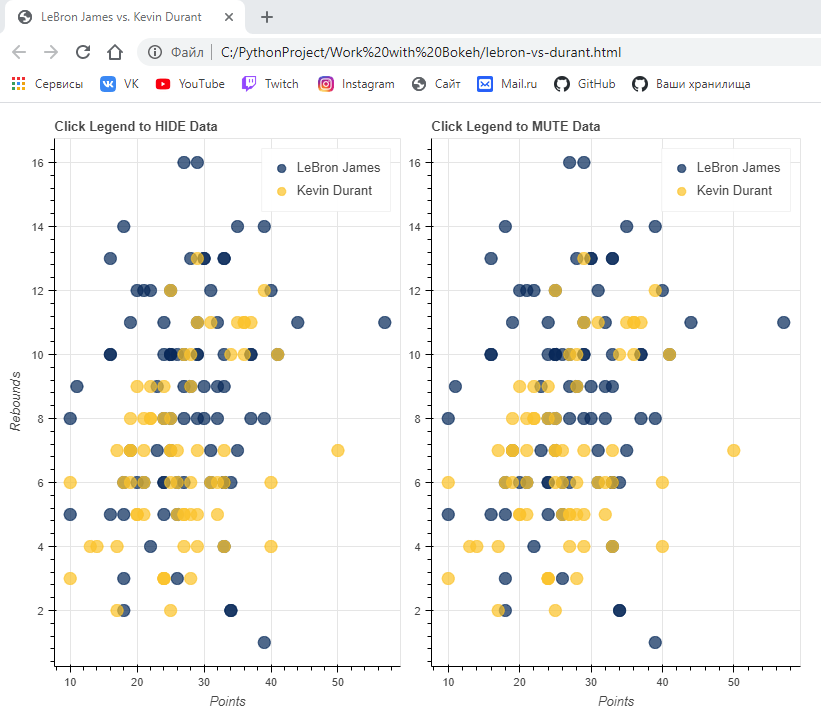 LeBron James vs. Kevin Durant
Файл C:/PythonProject/Work%20with%20Bokeh/lebron-vs-durant.html
Сервисы VK YouTube Twitch Instagram Сайт Mail.ru GitHub Ваши хранилища
Click Legend to HIDE Data
LeBron James
Kevin Durant
16
14
12
10
8
6
4
2
Rebounds
10 20 30 40 50
Points
Click Legend to MUTE Data
LeBron James
Kevin Durant
16
14
12
10
8
6
4
2
10 20 30 40 50
Points